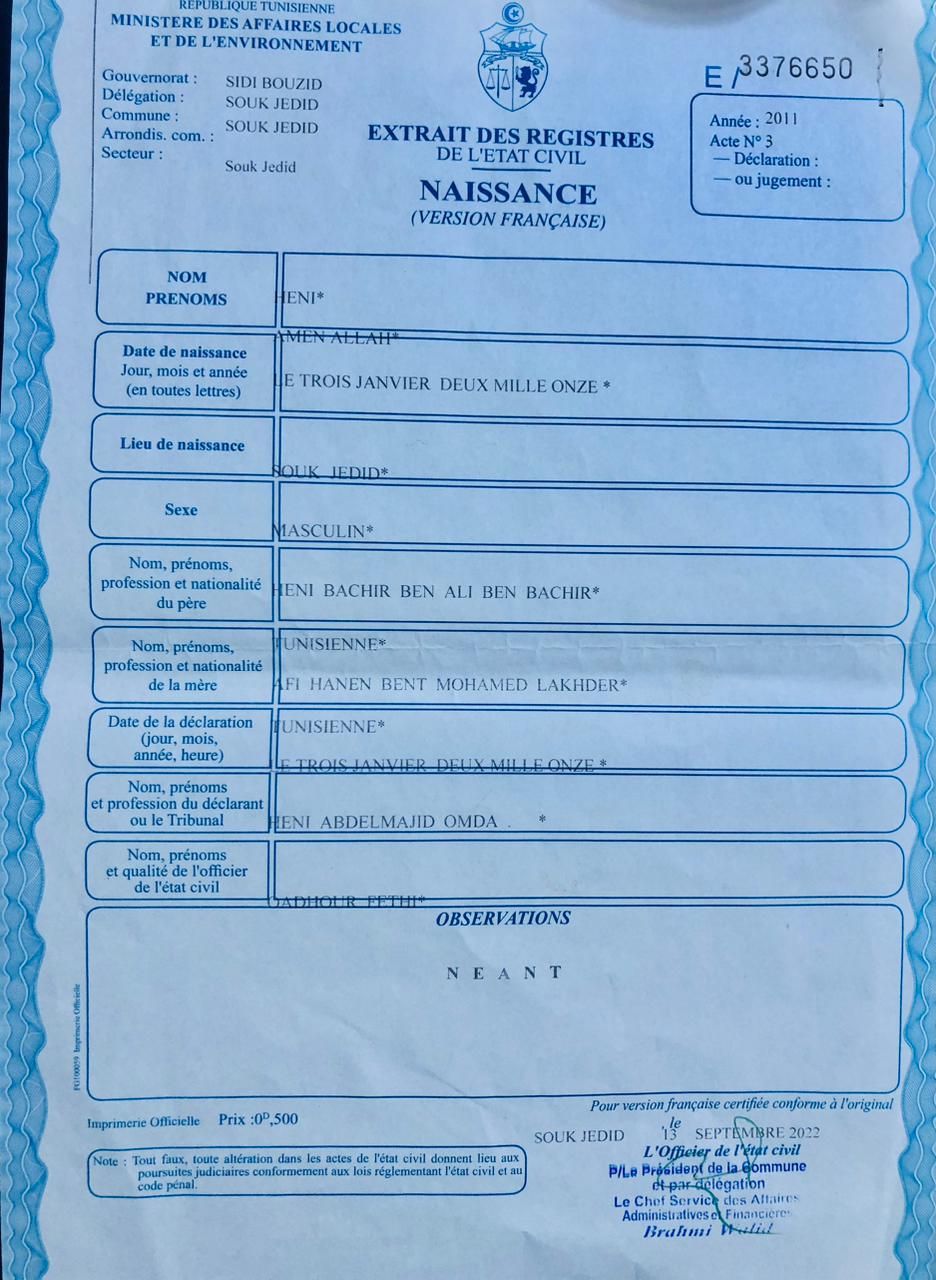 REPUBLIQUE TUNISIENNE
MINISTERE DES AFFAIRES LOCALES
ET DE L'ENVIRONNEMENT
Gouvernorat : SIDI BOUZID
Délégation : SOUK JEDID
Commune : SOUK JEDID
Arrondis. com. :
Secteur : Souk Jedid
E/3376650
Année : 2011
Acte N° 3
— Déclaration :
— ou jugement :
EXTRAIT DES REGISTRES
DE L'ETAT CIVIL
NAISSANCE
(VERSION FRANÇAISE)
NOM
PRENOMS
HENI*
AMEN ALLAH*
Date de naissance
Jour, mois et année
(en toutes lettres)
LE TROIS JANVIER DEUX MILLE ONZE *
Lieu de naissance
SOUK JEDID*
Sexe
MASCULIN*
Nom, prénoms,
profession et nationalité
du père
HENI BACHIR BEN ALI BEN BACHIR*
TUNISIENNE*
Nom, prénoms,
profession et nationalité
de la mère
AFI HANEN BENT MOHAMED LAKHDER*
TUNISIENNE*
Date de la déclaration
(jour, mois,
année, heure)
LE TROIS JANVIER DEUX MILLE ONZE *
Nom, prénoms
et profession du déclarant
ou le Tribunal
HENI ABDELMAJID OMDA . *
Nom, prénoms
et qualité de l'officier
de l'état civil
FETHI*
OBSERVATIONS
NEANT
FG100059 Imprimerie Officielle
Imprimerie Officielle Prix :0D,500
Note : Tout faux, toute altération dans les actes de l'état civil donnent lieu aux
poursuites judiciaires conformement aux lois réglementant l'état civil et au
code pénal.
Pour version française certifiée conforme à l'original
SOUK JEDID ,le 13 SEPTEMBRE 2022
L'Officier de l'état civil
P/Le Président de la Commune
et par délégation
Le Chef Service des Affaires
Administratives et Financières
Brahmi Walid